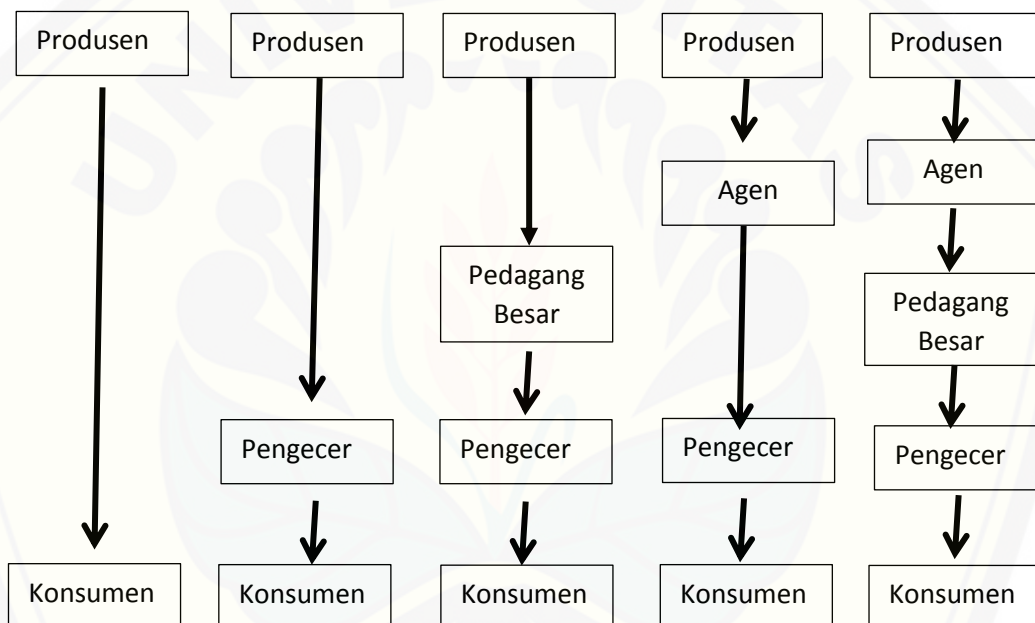 Produsen
Produsen
Produsen
Produsen
Produsen
Agen
Agen
Pedagang
Besar
Pedagang
Besar
Pengecer
Pengecer
Pengecer
Pengecer
Konsumen
Konsumen
Konsumen
Konsumen
Konsumen
UNIVERSITAS